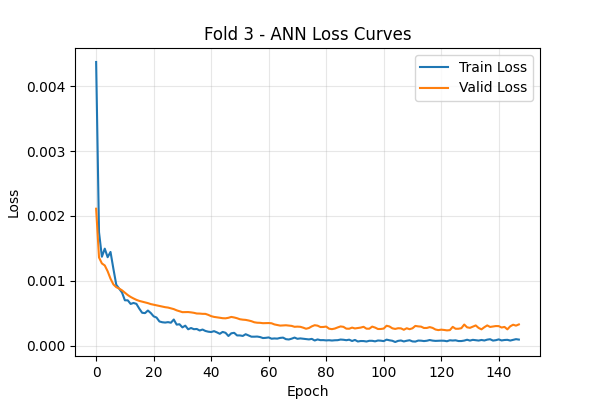 Fold 3 - ANN Loss Curves
Train Loss
Valid Loss
0.004
0.003
0.002
0.001
0.000
Loss
0 20 40 60 80 100 120 140
Epoch